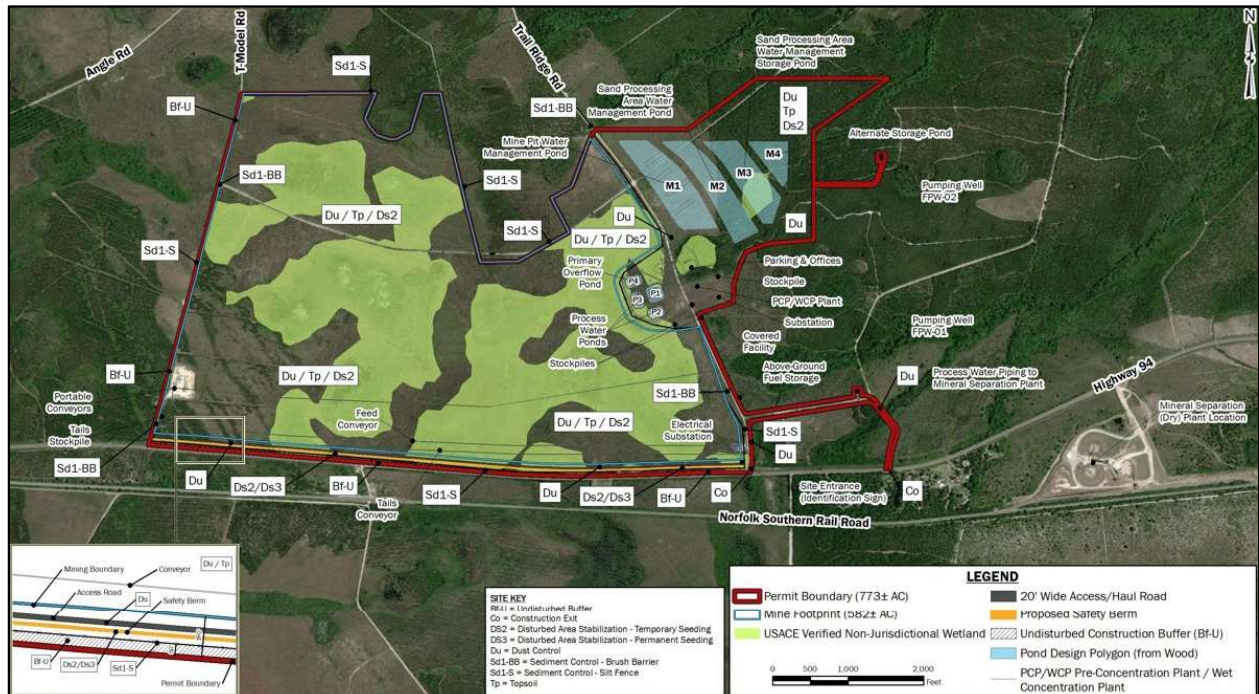 Angle Rd
T-Model Rd
Trail Ridge Rd
N
Sd1-S
Bf-U
Sd1-BB
Sd1-S
Sd1-S
Sd1-S
Bf-U
Sd1-BB
Sand Processing Area
Water Management
Storage Pond
Sand Processing
Area Water
Management Pond
Mine Pit Water
Management Pond
Sd1-BB
Du
Tp
Ds2
Alternate Storage Pond
M1
M2
M3
M4
Pumping Well
FPW-02
Du
Du
Du / Tp / Ds2
Du / Tp / Ds2
Du / Tp / Ds2
Du / Tp / Ds2
Primary
Overflow
Pond
P4
P1
P3
P2
Process
Water
Ponds
Stockpiles
Parking & Offices
Stockpile
PCP/WCP Plant
Substation
Covered
Facility
Above-Ground
Fuel Storage
Pumping Well
FPW-01
Process Water Piping to
Mineral Separation Plant
Du
Highway 94
Mineral Separation
(Dry) Plant Location
Portable
Conveyors
Tails
Stockpile
Feed
Conveyor
Sd1-BB
Electrical
Substation
Sd1-S
Du
Du
Ds2/Ds3
Bf-U
Sd1-S
Du
Ds2/Ds3
Bf-U
Co
Site Entrance
(Identification Sign)
Co
Tails
Conveyor
Norfolk Southern Rail Road
Mining Boundary
Conveyor
Du / Tp
Access Road
Du
Safety Berm
Bf-U
Ds2/Ds3
Sd1-S
Permit Boundary
SITE KEY
Bf-U = Undisturbed Buffer
Co = Construction Exit
DS2 = Disturbed Area Stabilization - Temporary Seeding
DS3 = Disturbed Area Stabilization - Permanent Seeding
Du = Dust Control
Sd1-BB = Sediment Control - Brush Barrier
Sd1-S = Sediment Control - Silt Fence
Tp = Topsoil
LEGEND
Permit Boundary (773± AC)
Mine Footprint (582± AC)
USACE Verified Non-Jurisdictional Wetland
20' Wide Access/Haul Road
Proposed Safety Berm
Undisturbed Construction Buffer (Bf-U)
Pond Design Polygon (from Wood)
PCP/WCP Pre-Concentration Plant / Wet
Concentration Plant
0 500 1,000 2,000
Feet